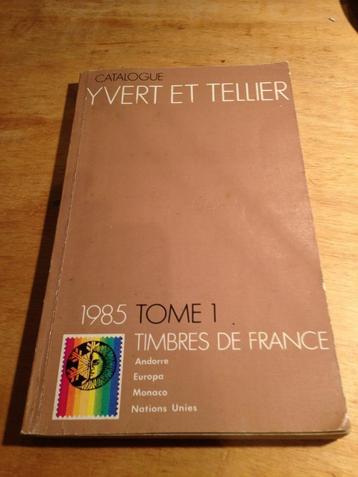 CATALOGUE
YVERT ET TELLIER
1985 TOME 1
TIMBRES DE FRANCE
Andorre
Europa
Monaco
Nations Unies